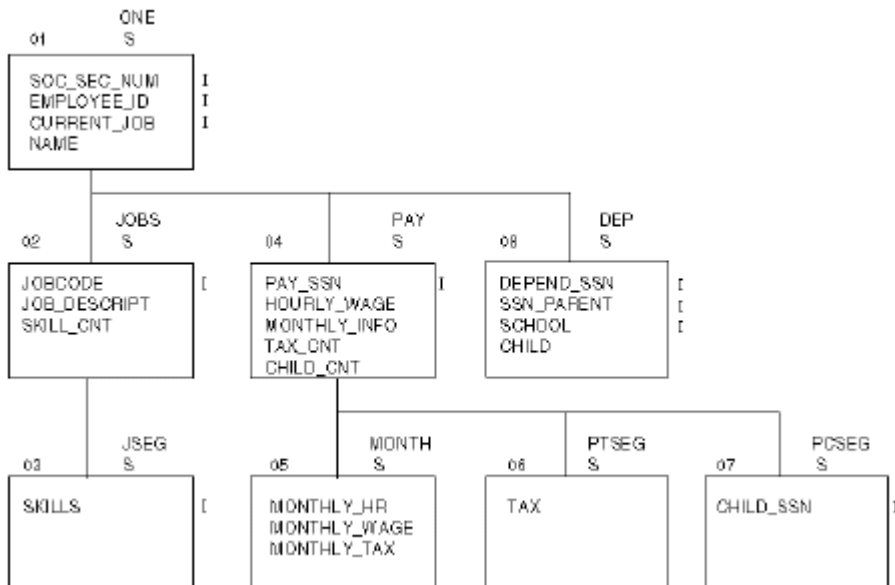 ONE
01 S
SOC_SEC_NUM I
EMPLOYEE_ID I
CURRENT_JOB I
NAME
JOBS PAY DEP
02 S 04 S 08 S
JOBCODE I PAY_SSN I DEPEND_SSN I
JOB_DESCRIPT HOURLY_WAGE SSN_PARENT I
SKILL_CNT MONTHLY_INFO SCHOOL I
TAX_CNT CHILD
CHILD_CNT
JSEG MONTH PTSEG PCSEG
03 S 05 S 06 S 07 S
SKILLS I MONTHLY_HR TAX CHILD_SSN I
MONTHLY_WAGE
MONTHLY_TAX